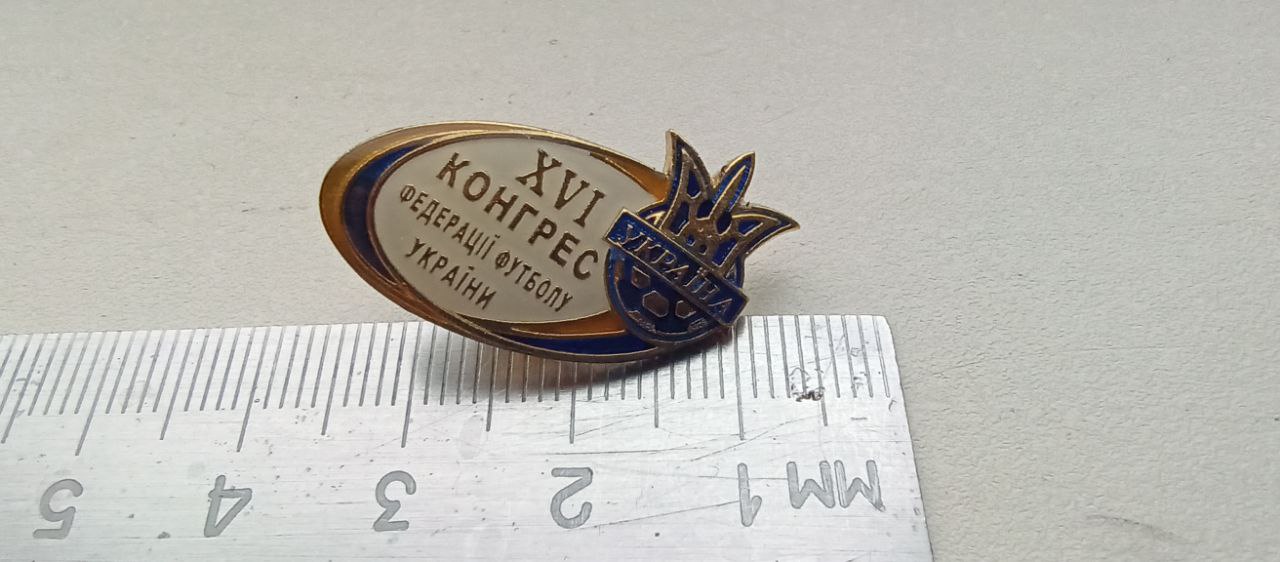 XVI
КОНГРЕС
ФЕДЕРАЦІЇ ФУТБОЛУ
УКРАЇНИ
УКРАЇНА
5 4 3 2 1 ММ